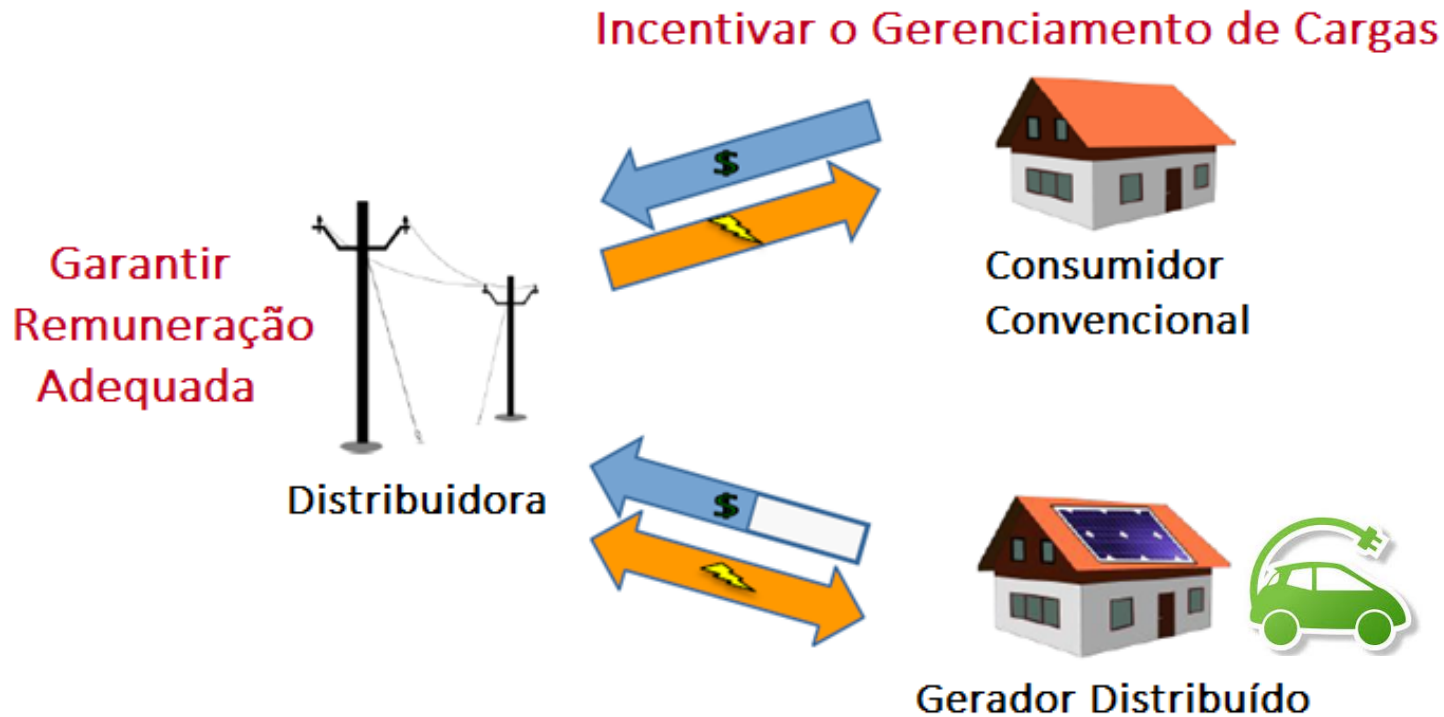 Incentivar o Gerenciamento de Cargas
$
Garantir
Remuneração
Adequada
Consumidor
Convencional
Distribuidora
$
Gerador Distribuído